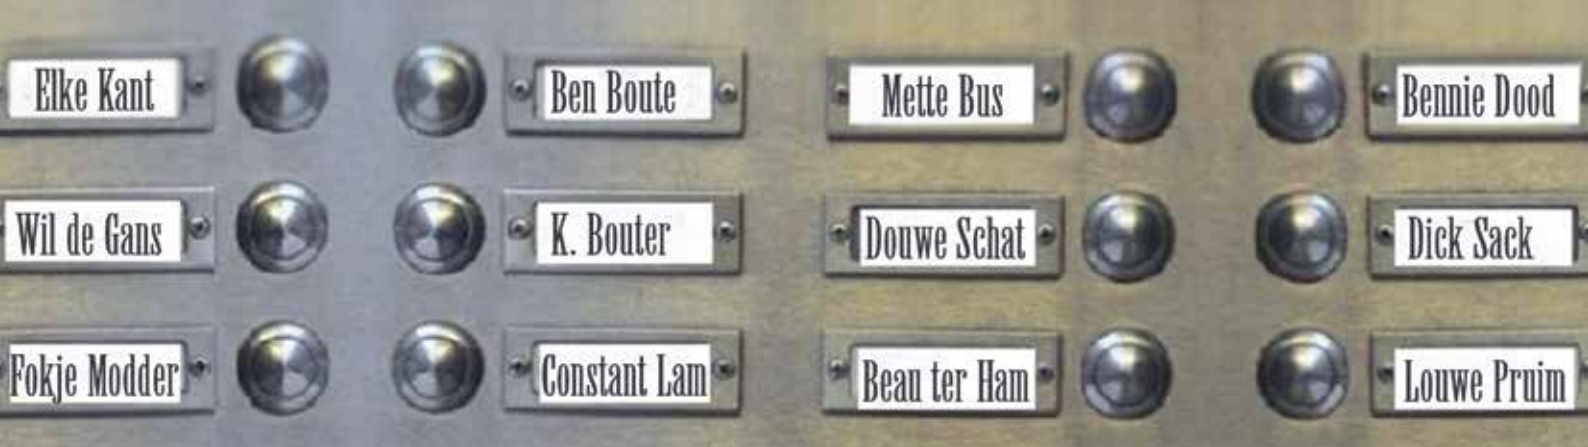 Elke Kant
Ben Boute
Mette Bus
Bennie Dood
Wil de Gans
K. Bouter
Douwe Schat
Dick Sack
Fokje Modder
Constant Lam
Beau ter Ham
Louwe Pruim